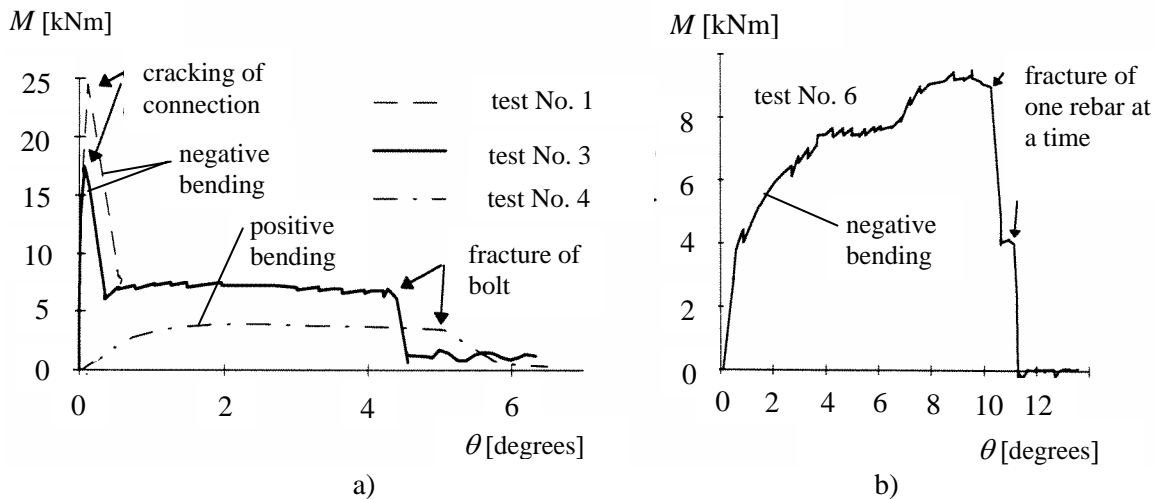 M [kNm]
25
20
15
10
5
0
0
2
4
6
θ [degrees]
cracking of
connection
negative
bending
positive
bending
test No. 1
test No. 3
test No. 4
fracture of
bolt
a)
M [kNm]
8
6
4
2
0
0
2
4
6
8
10
12
θ [degrees]
test No. 6
negative
bending
fracture of
one rebar at
a time
b)